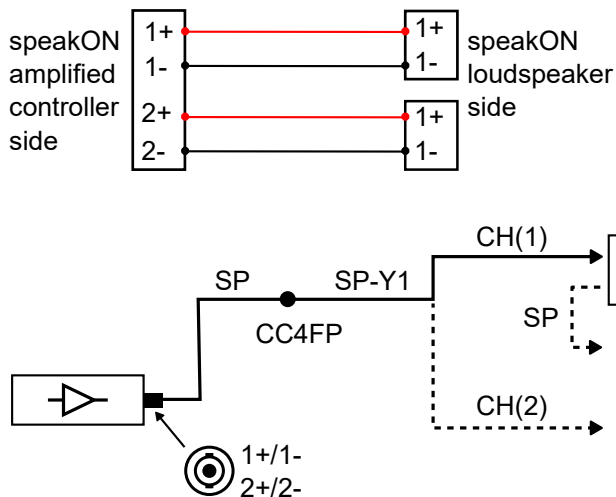 speakON
amplified
controller
side
1+
1-
2+
2-
1+
1-
1+
1-
speakON
loudspeaker
side
CH(1)
SP
SP-Y1
SP
CC4FP
CH(2)
1+/1-
2+/2-